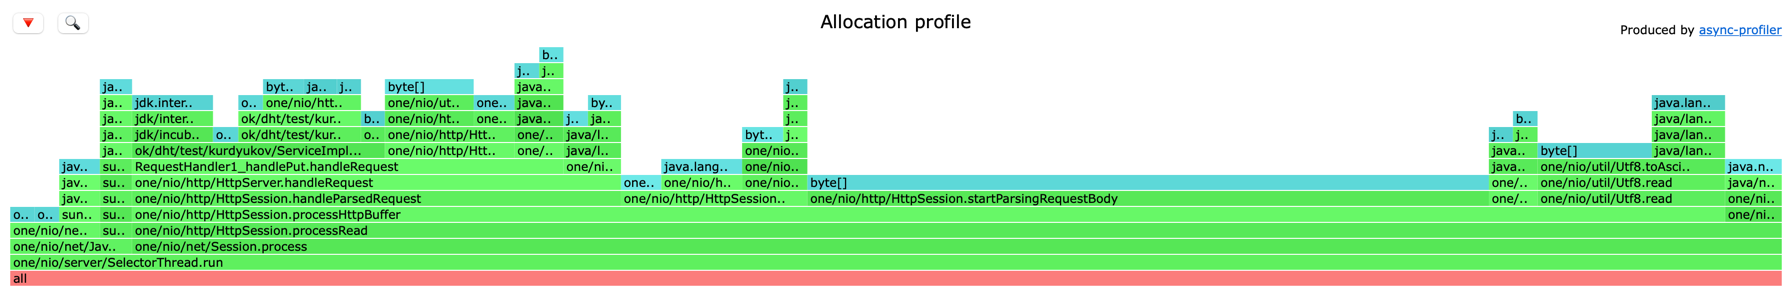 Allocation profile
Produced by async-profiler
b..
j.. j..
ja.. byt.. ja.. j.. byte[] java.. j..
ja.. jdk.inter.. o.. one/nio/htt.. one/nio/ut.. one.. java.. by.. j.. java.lan..
ja.. jdk/inter.. ok/dht/test/kur.. b.. one/nio/ht.. one.. java.. j.. ja.. j.. b.. java/lan..
ja.. jdk/incub.. o.. ok/dht/test/kur.. o.. one/nio/http/Htt.. one/.. java/l.. byt.. j.. j.. j.. java/lan..
ja.. ok/dht/test/kurdyukov/ServiceImpl... one/nio/http/Htt.. one/.. java/l.. one/nio.. java.. byte[] java/lan..
jav.. su.. RequestHandler1_handlePut.handleRequest one/ni.. java.lang.. one/nio.. java.. one/nio/util/Utf8.toAsci.. java.n..
jav.. su.. one/nio/http/HttpServer.handleRequest one.. one/nio/h.. one/nio.. byte[] one/.. one/nio/util/Utf8.read java/n..
jav.. su.. one/nio/http/HttpSession.handleParsedRequest one/nio/http/HttpSession.. one/nio/http/HttpSession.startParsingRequestBody one/.. one/nio/util/Utf8.read one/ni..
o.. o.. sun.. su.. one/nio/http/HttpSession.processHttpBuffer one/ni..
one/nio/ne.. su.. one/nio/http/HttpSession.processRead
one/nio/net/Jav.. one/nio/net/Session.process
one/nio/server/SelectorThread.run
all